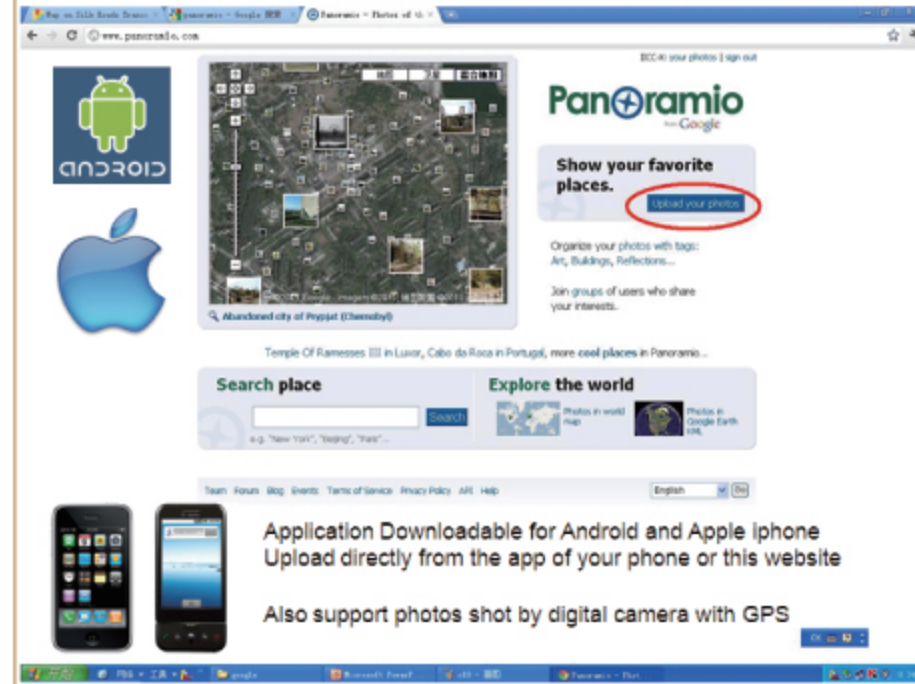 www.panoramio.com
your photos | sign out
ANDROID
Panoramio
from Google
Show your favorite
places.
Upload your photos
Organize your photos with tags:
Art, Buildings, Reflections...
Join groups of users who share
your interests.
Abandoned city of Prypjat (Chernobyl)
Temple Of Ramesses III in Luxor, Cabo da Roca in Portugal, more cool places in Panoramio...
Search place
Search
e.g. "New York", "Beijing", "Paris"...
Explore the world
Photos in world
map
Photos in
Google Earth
KML
Team Forum Blog Events Terms of Service Privacy Policy API Help
English
Go
Application Downloadable for Android and Apple iphone
Upload directly from the app of your phone or this website
Also support photos shot by digital camera with GPS